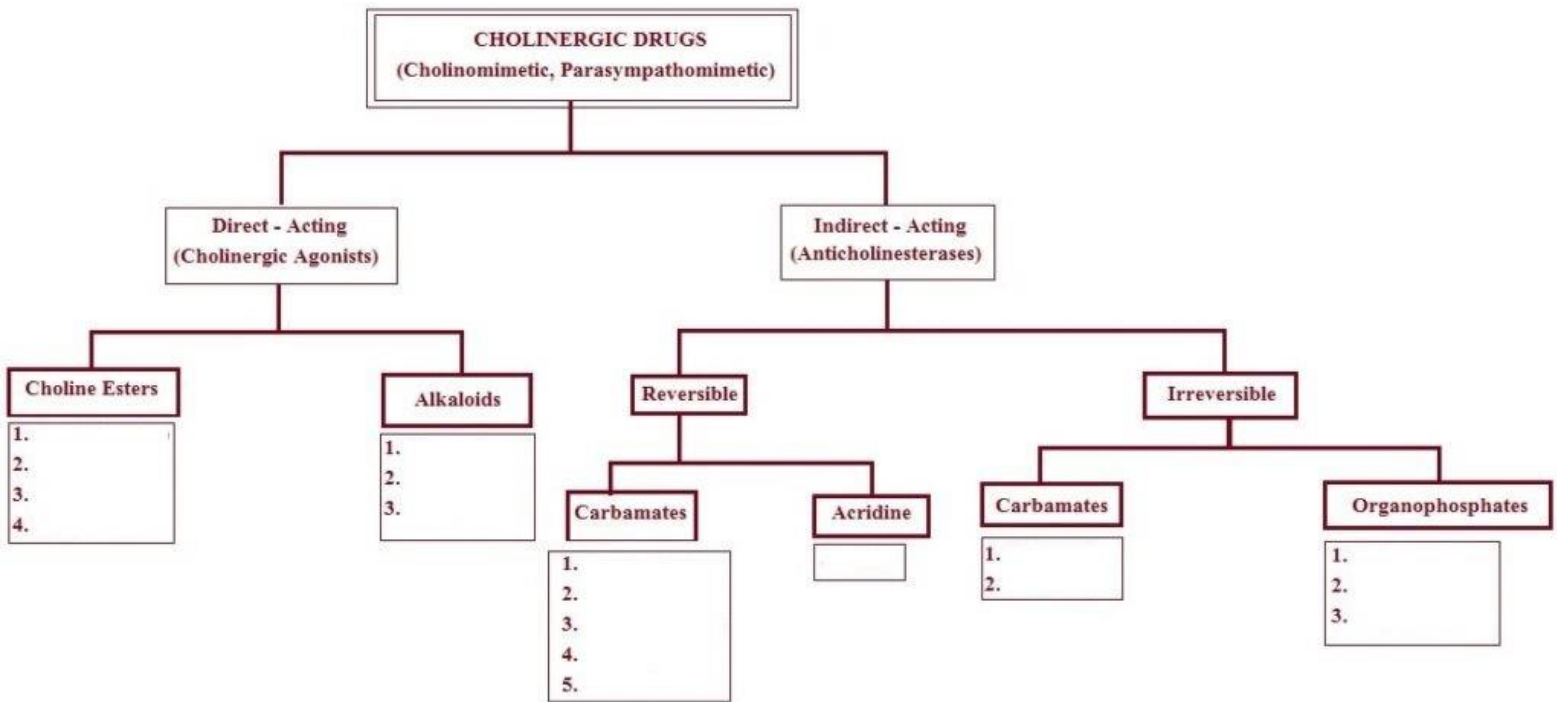 CHOLINERGIC DRUGS
(Cholinomimetic, Parasympathomimetic)
Direct - Acting
(Cholinergic Agonists)
Indirect - Acting
(Anticholinesterases)
Choline Esters
1.
2.
3.
4.
Alkaloids
1.
2.
3.
Reversible
Irreversible
Carbamates
1.
2.
3.
4.
5.
Acridine
Carbamates
1.
2.
Organophosphates
1.
2.
3.